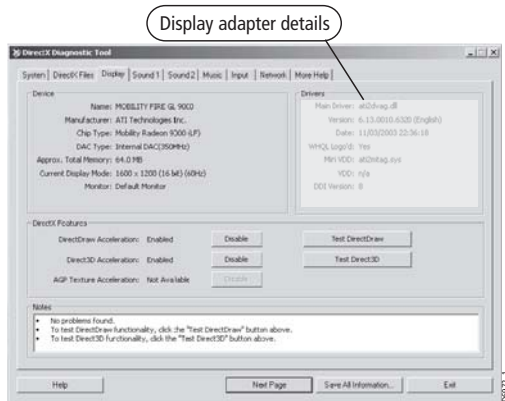 Display adapter details
DirectX Diagnostic Tool
System DirectX Files Display Sound 1 Sound 2 Music Input Network More Help
Device
Name: MOBILITY FIRE GL 9000
Manufacturer: ATI Technologies Inc.
Chip Type: Mobility Radeon 9000 (LF)
DAC Type: Internal DAC(350MHz)
Approx. Total Memory: 64.0 MB
Current Display Mode: 1600 x 1200 (16 bit) (60Hz)
Monitor: Default Monitor
Drivers
Main Driver: ati2dvag.dll
Version: 6.13.0010.6320 (English)
Date: 11/03/2003 22:36:18
WHQL Logo'd: Yes
Mini VDD: ati2mtag.sys
VDD: n/a
DDI Version: 8
DirectX Features
DirectDraw Acceleration: Enabled Disable Test DirectDraw
Direct3D Acceleration: Enabled Disable Test Direct3D
AGP Texture Acceleration: Not Available Disable
Notes
• No problems found.
• To test DirectDraw functionality, click the "Test DirectDraw" button above.
• To test Direct3D functionality, click the "Test Direct3D" button above.
Help Next Page Save All Information... Exit